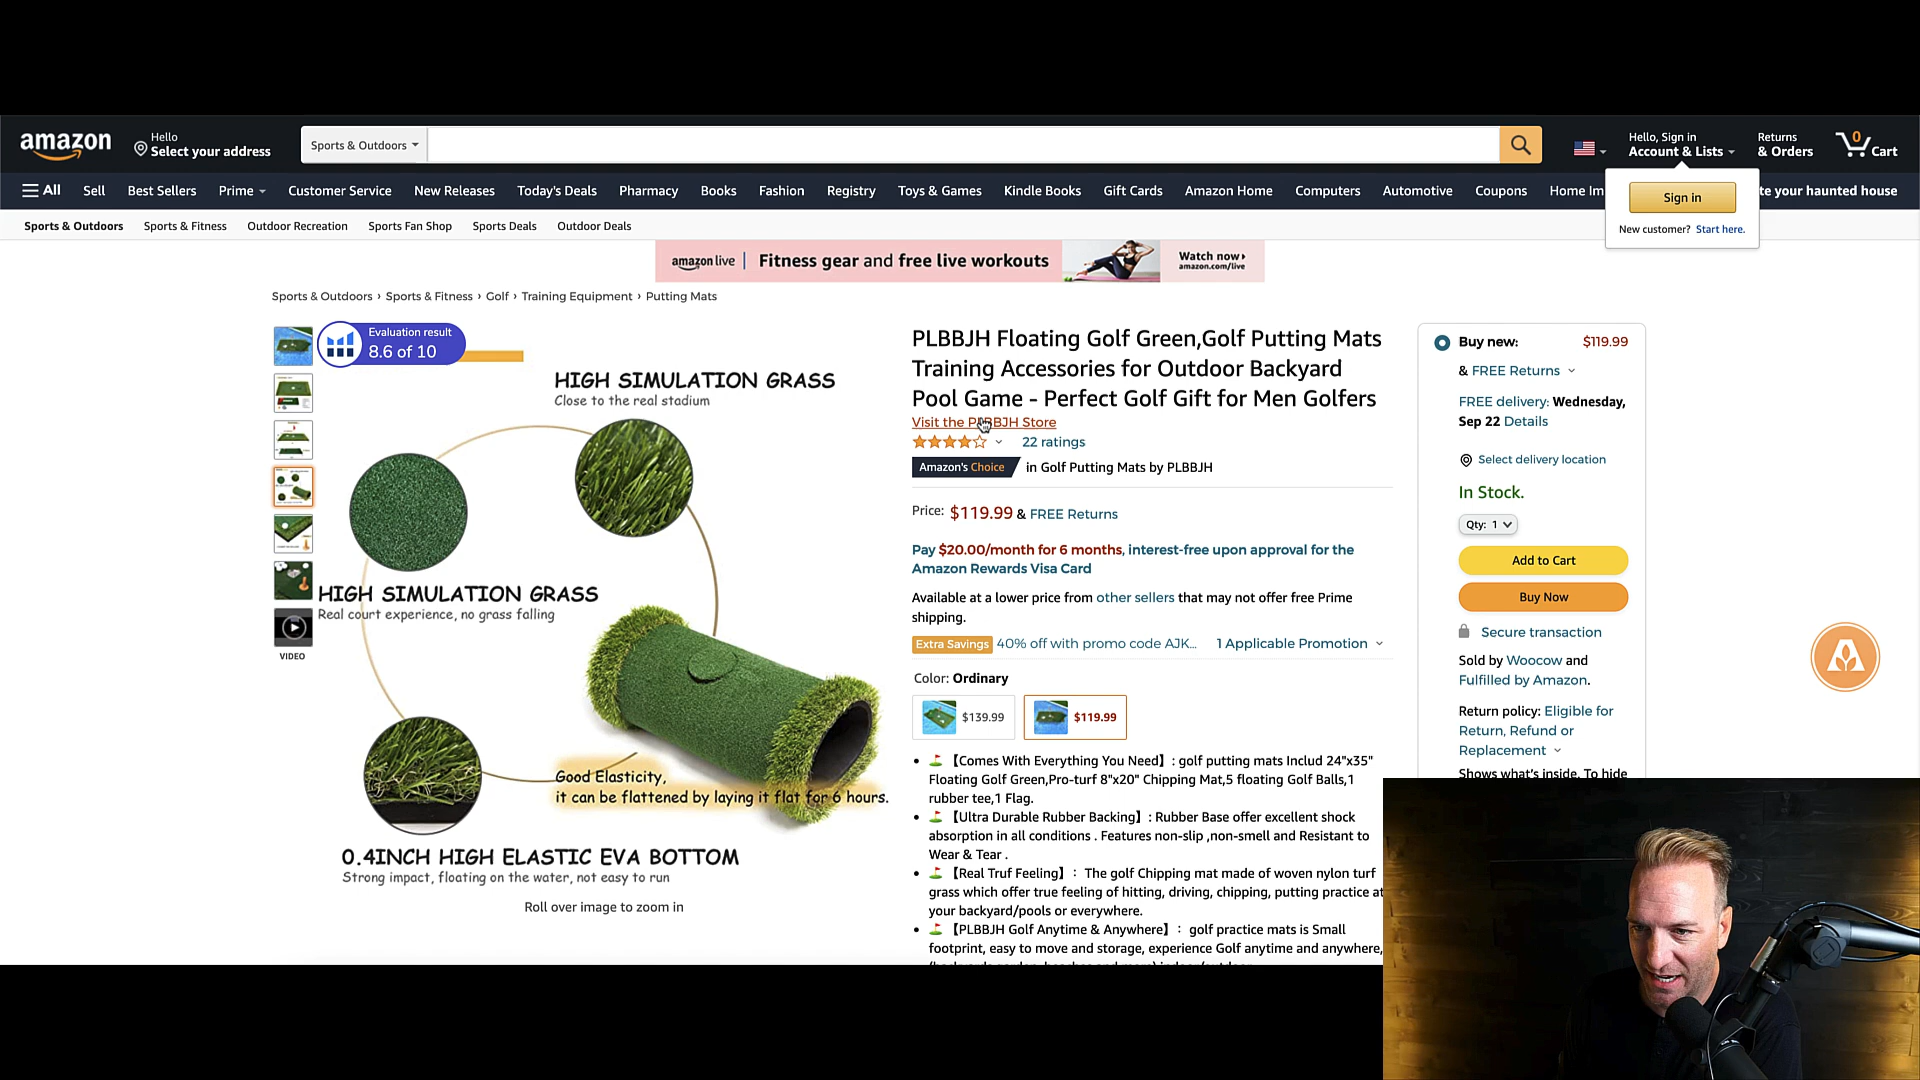 amazon
Hello
Select your address
Sports & Outdoors
Hello, Sign in
Account & Lists
Returns
& Orders
0
Cart
All
Sell
Best Sellers
Prime
Customer Service
New Releases
Today's Deals
Pharmacy
Books
Fashion
Registry
Toys & Games
Kindle Books
Gift Cards
Amazon Home
Computers
Automotive
Coupons
Home Im
te your haunted house
Sign in
New customer? Start here.
Sports & Outdoors
Sports & Fitness
Outdoor Recreation
Sports Fan Shop
Sports Deals
Outdoor Deals
amazon live | Fitness gear and free live workouts
Watch now
amazon.com/live
Sports & Outdoors › Sports & Fitness › Golf › Training Equipment › Putting Mats
Evaluation result
8.6 of 10
HIGH SIMULATION GRASS
Close to the real stadium
HIGH SIMULATION GRASS
Real court experience, no grass falling
Good Elasticity,
it can be flattened by laying it flat for 6 hours.
0.4INCH HIGH ELASTIC EVA BOTTOM
Strong impact, floating on the water, not easy to run
Roll over image to zoom in
VIDEO
PLBBJH Floating Golf Green,Golf Putting Mats
Training Accessories for Outdoor Backyard
Pool Game - Perfect Golf Gift for Men Golfers
Visit the PLBBJH Store
22 ratings
Amazon's Choice in Golf Putting Mats by PLBBJH
Price: $119.99 & FREE Returns
Pay $20.00/month for 6 months, interest-free upon approval for the
Amazon Rewards Visa Card
Available at a lower price from other sellers that may not offer free Prime
shipping.
Extra Savings 40% off with promo code AJK... 1 Applicable Promotion
Color: Ordinary
$139.99
$119.99
• 【Comes With Everything You Need】: golf putting mats Includ 24"x35"
Floating Golf Green,Pro-turf 8"x20" Chipping Mat,5 floating Golf Balls,1
rubber tee,1 Flag.
• 【Ultra Durable Rubber Backing】: Rubber Base offer excellent shock
absorption in all conditions . Features non-slip ,non-smell and Resistant to
Wear & Tear .
• 【Real Truf Feeling】： The golf Chipping mat made of woven nylon turf
grass which offer true feeling of hitting, driving, chipping, putting practice at
your backyard/pools or everywhere.
• 【PLBBJH Golf Anytime & Anywhere】： golf practice mats is Small
footprint, easy to move and storage, experience Golf anytime and anywhere,
Buy new: $119.99
& FREE Returns
FREE delivery: Wednesday,
Sep 22 Details
Select delivery location
In Stock.
Qty: 1
Add to Cart
Buy Now
Secure transaction
Sold by Woocow and
Fulfilled by Amazon.
Return policy: Eligible for
Return, Refund or
Replacement
Shows what's inside. To hide